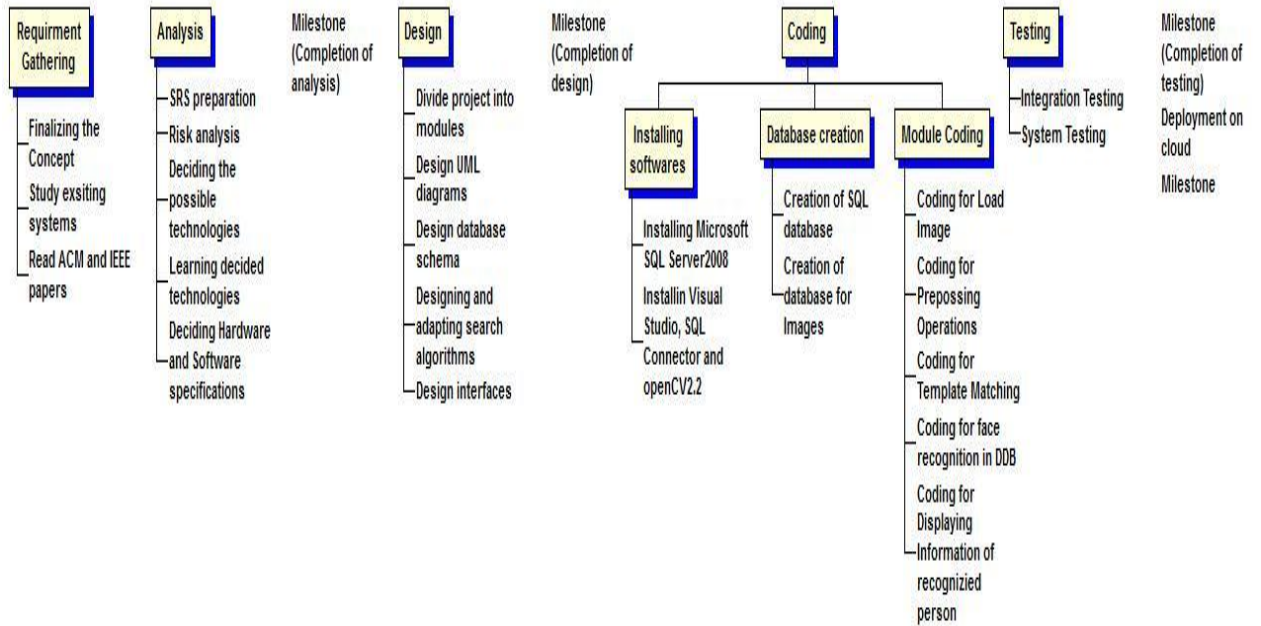 Requirment
Gathering
Finalizing the
Concept
Study exsiting
systems
Read ACM and IEEE
papers
Analysis
SRS preparation
Risk analysis
Deciding the
possible
technologies
Learning decided
technologies
Deciding Hardware
and Software
specifications
Milestone
(Completion of
analysis)
Design
Divide project into
modules
Design UML
diagrams
Design database
schema
Designing and
adapting search
algorithms
Design interfaces
Milestone
(Completion of
design)
Coding
Installing
softwares
Installing Microsoft
SQL Server2008
Installin Visual
Studio, SQL
Connector and
openCV2.2
Database creation
Creation of SQL
database
Creation of
database for
Images
Module Coding
Coding for Load
Image
Coding for
Prepossing
Operations
Coding for
Template Matching
Coding for face
recognition in DDB
Coding for
Displaying
Information of
recognizied
person
Testing
Integration Testing
System Testing
Milestone
(Completion of
testing)
Deployment on
cloud
Milestone